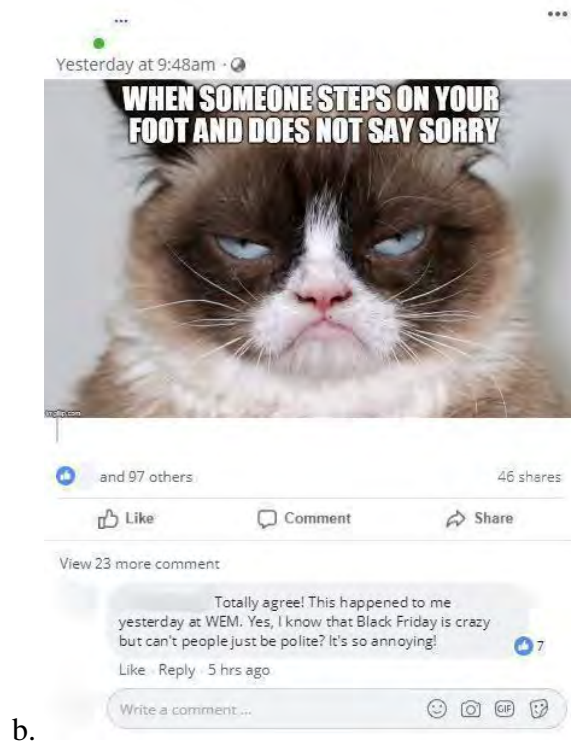 ...
Yesterday at 9:48am
WHEN SOMEONE STEPS ON YOUR
FOOT AND DOES NOT SAY SORRY
imgflip.com
and 97 others
46 shares
Like
Comment
Share
View 23 more comment
Totally agree! This happened to me
yesterday at WEM. Yes, I know that Black Friday is crazy
but can't people just be polite? It's so annoying!
7
Like Reply 5 hrs ago
Write a comment ...
GIF
b.